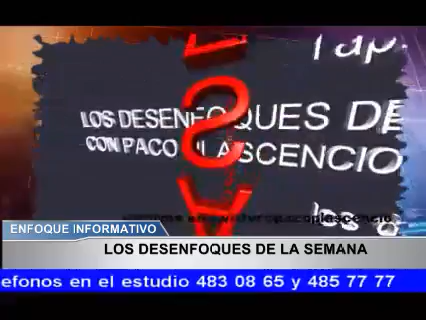 LOS DESENFOQUES DE
CON PACO PLASCENCIO
ENFOQUE INFORMATIVO
LOS DESENFOQUES DE LA SEMANA
efonos en el estudio 483 08 65 y 485 77 77